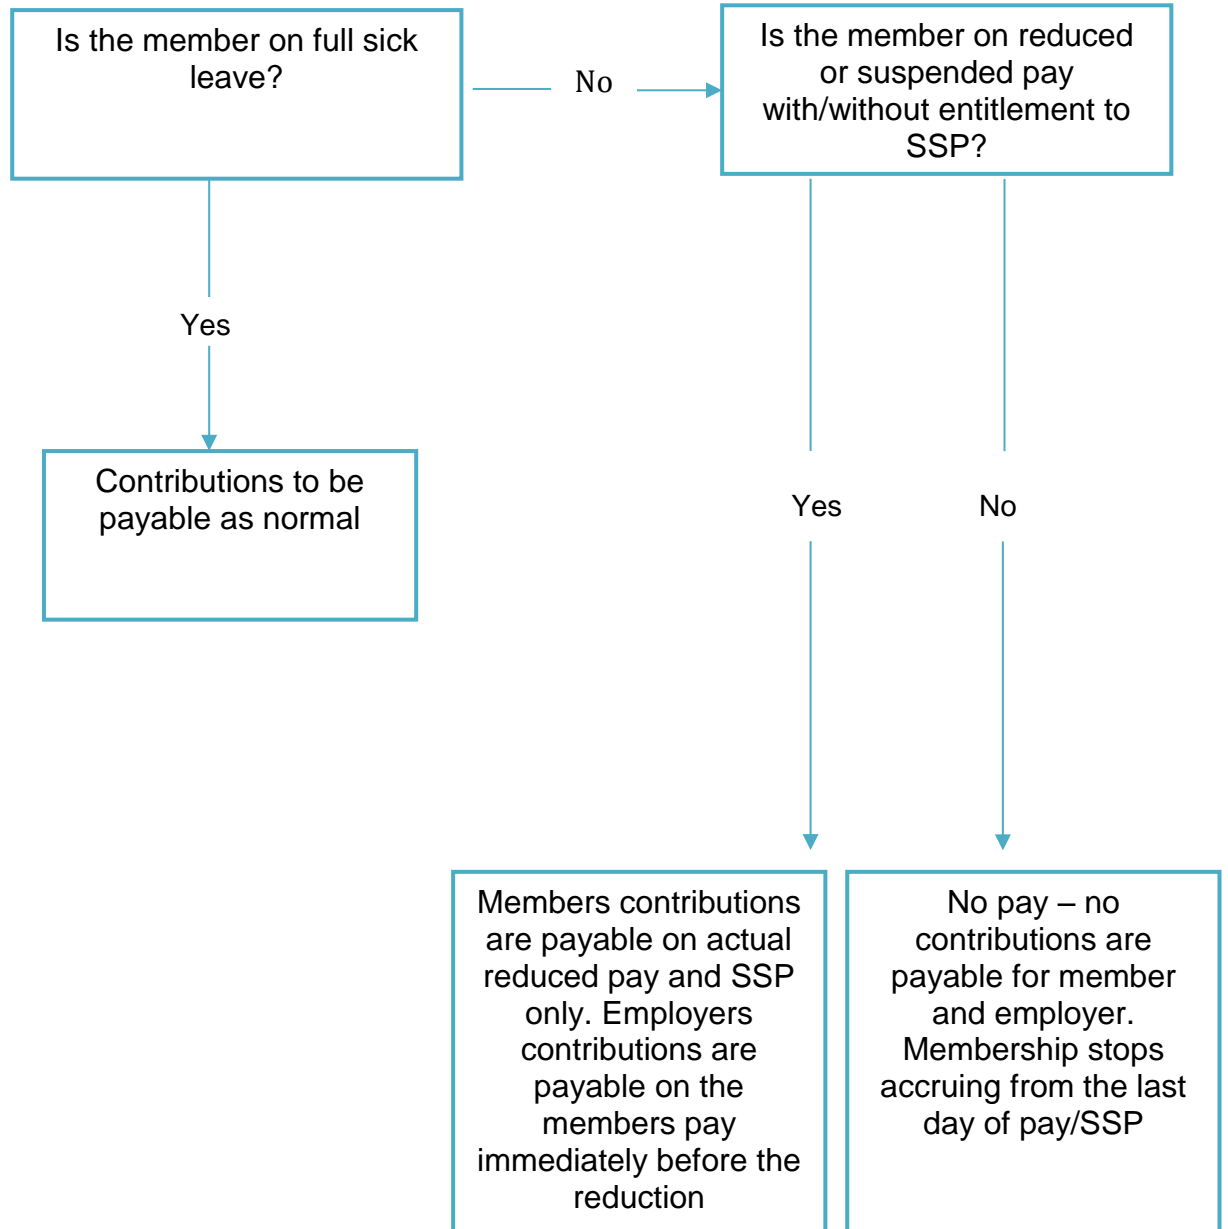 Is the member on full sick
leave?
No
Is the member on reduced
or suspended pay
with/without entitlement to
SSP?
Yes
Contributions to be
payable as normal
Yes
No
Members contributions
are payable on actual
reduced pay and SSP
only. Employers
contributions are
payable on the
members pay
immediately before the
reduction
No pay – no
contributions are
payable for member
and employer.
Membership stops
accruing from the last
day of pay/SSP